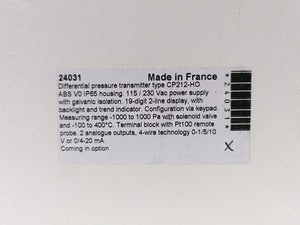 24031 Made in France
Differential pressure transmitter type CP212-HO.
ABS V0 IP65 housing. 115 / 230 Vac power supply
with galvanic isolation. 19-digit 2-line display, with
backlight and trend indicator. Configuration via keypad.
Measuring range -1000 to 1000 Pa with solenoid valve
and -100 to 400°C. Terminal block with Pt100 remote
probe. 2 analogue outputs, 4-wire technology 0-1/5/10
V or 0/4-20 mA.
Coming in option
*24031*
X